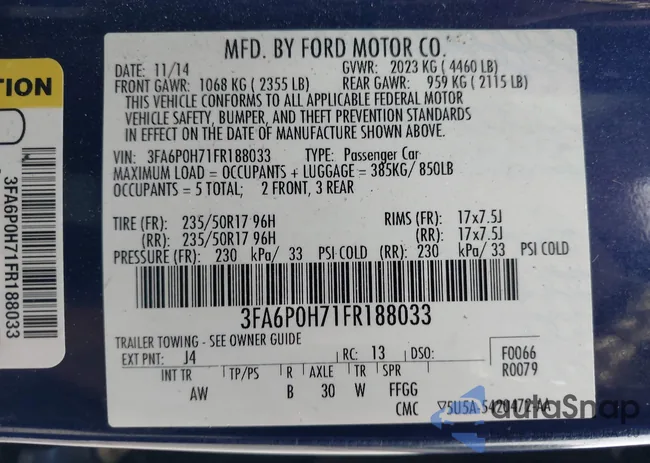 MFD. BY FORD MOTOR CO.
DATE: 11/14 GVWR: 2023 KG ( 4460 LB)
FRONT GAWR: 1068 KG ( 2355 LB) REAR GAWR: 959 KG ( 2115 LB)
THIS VEHICLE CONFORMS TO ALL APPLICABLE FEDERAL MOTOR
VEHICLE SAFETY, BUMPER, AND THEFT PREVENTION STANDARDS
IN EFFECT ON THE DATE OF MANUFACTURE SHOWN ABOVE.
VIN: 3FA6P0H71FR188033 TYPE: Passenger Car
MAXIMUM LOAD = OCCUPANTS + LUGGAGE = 385KG/ 850LB
OCCUPANTS = 5 TOTAL; 2 FRONT, 3 REAR
TIRE (FR): 235/50R17 96H RIMS (FR): 17x7.5J
(RR): 235/50R17 96H (RR): 17x7.5J
PRESSURE (FR): 230 kPa/ 33 PSI COLD (RR): 230 kPa/ 33 PSI COLD
3FA6P0H71FR188033
TRAILER TOWING - SEE OWNER GUIDE
EXT PNT: J4 RC: 13 DSO: F0066
R0079
INT TR TP/PS R AXLE TR SPR
AW B 30 W FFGG
CMC 5U5A-5420472-AA
TION
3FA6P0H71FR188033
autoSnap